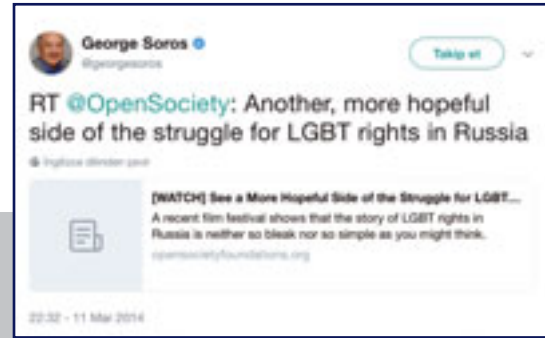 George Soros
@georgesoros
Takip et
RT @OpenSociety: Another, more hopeful
side of the struggle for LGBT rights in Russia
İngilizce dilinden çevir
[WATCH] See a More Hopeful Side of the Struggle for LGBT...
A recent film festival shows that the story of LGBT rights in
Russia is neither so bleak nor so simple as you might think.
opensocietyfoundations.org
22:32 - 11 Mar 2014